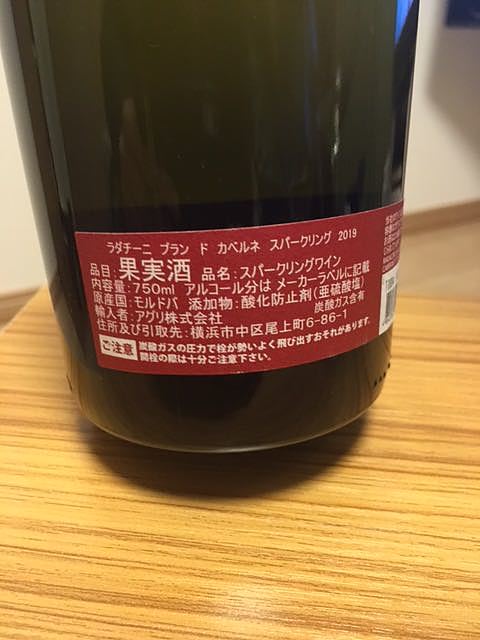 ラダチーニ ブラン ド カベルネ スパークリング 2019
品目:果実酒 品名:スパークリングワイン
内容量:750ml アルコール分はメーカーラベルに記載
原産国:モルドバ 添加物:酸化防止剤(亜硫酸塩)
炭酸ガス含有
輸入者:アグリ株式会社
住所及び引取先:横浜市中区尾上町6-86-1
ご注意 炭酸ガスの圧力で栓が勢いよく飛び出すおそれがあります。
開栓の際は十分ご注意下さい。